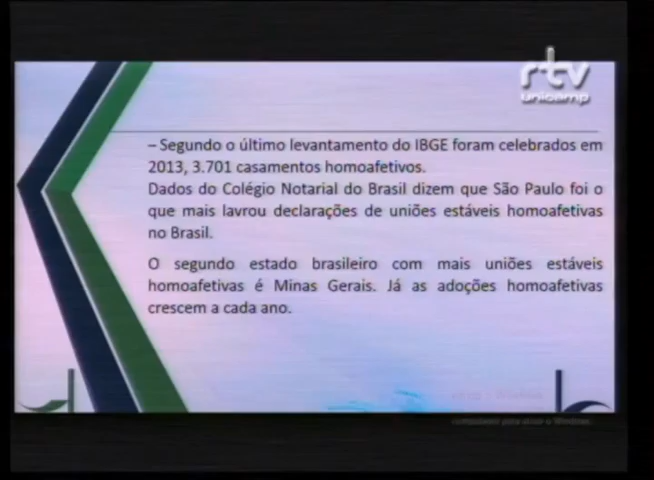 rtv
unicamp
– Segundo o último levantamento do IBGE foram celebrados em
2013, 3.701 casamentos homoafetivos.
Dados do Colégio Notarial do Brasil dizem que São Paulo foi o
que mais lavrou declarações de uniões estáveis homoafetivas
no Brasil.
O segundo estado brasileiro com mais uniões estáveis
homoafetivas é Minas Gerais. Já as adoções homoafetivas
crescem a cada ano.